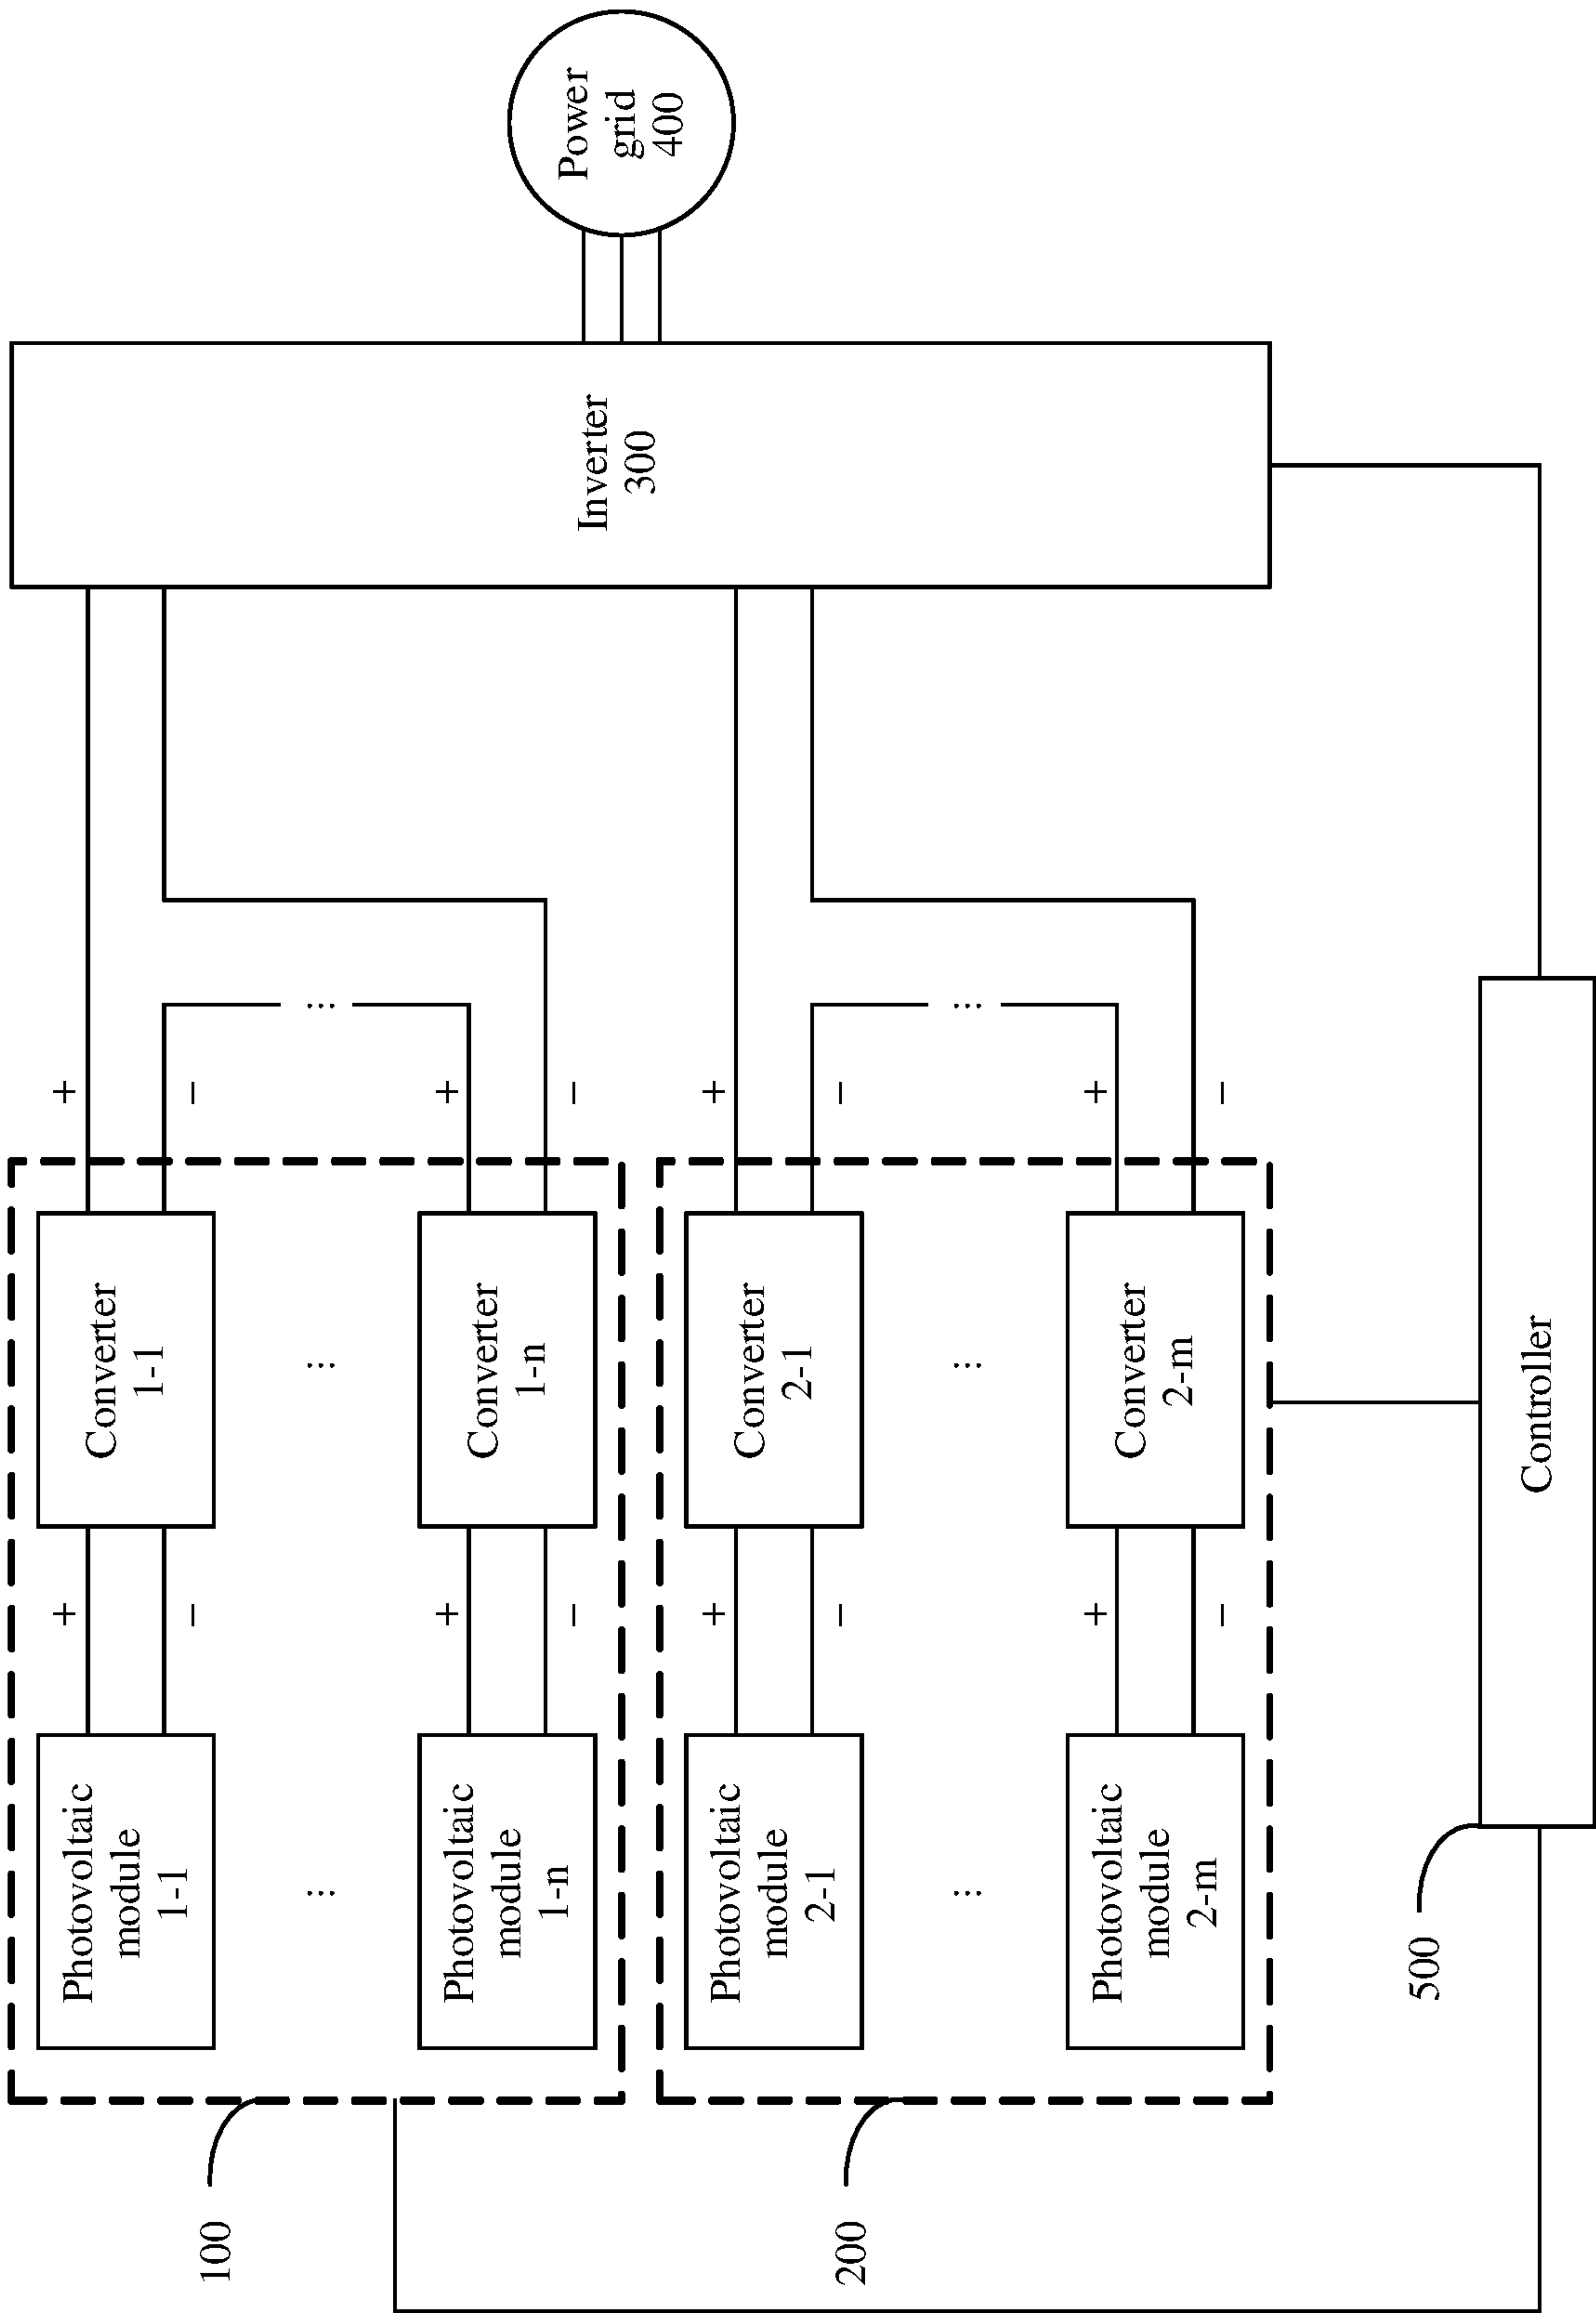 100
Photovoltaic
module
1-1
+
−
Converter
1-1
+
−
⋮
⋮
⋮
Photovoltaic
module
1-n
+
−
Converter
1-n
+
−
200
Photovoltaic
module
2-1
+
−
Converter
2-1
+
−
⋮
⋮
⋮
Photovoltaic
module
2-m
+
−
Converter
2-m
+
−
Inverter
300
Power
grid
400
500
Controller